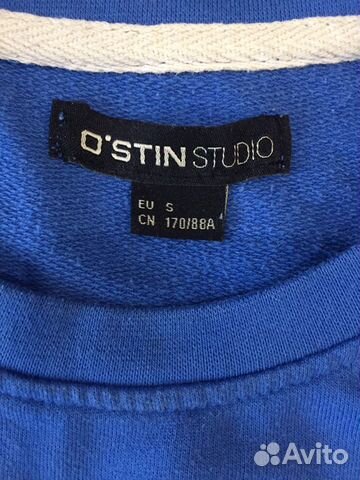 O'STIN STUDIO
EU S
CN 170/88A
Avito